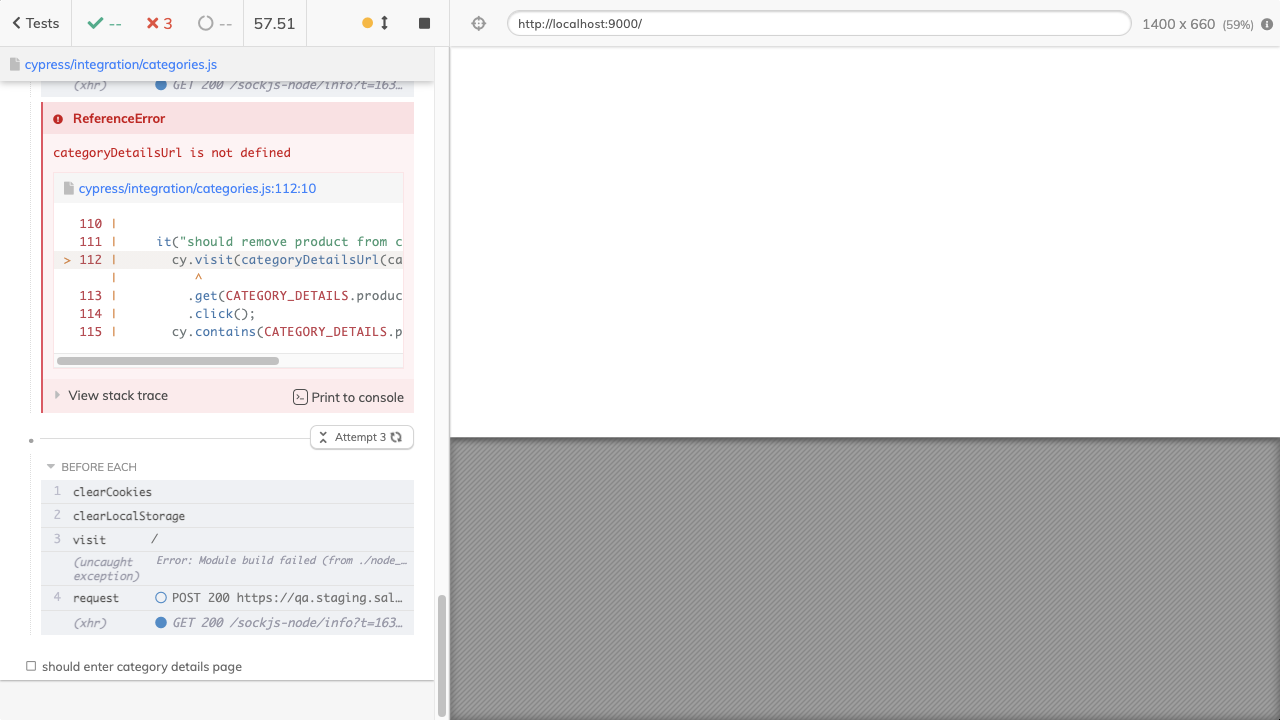 Tests -- 3 -- 57.51 http://localhost:9000/ 1400 x 660 (59%)
cypress/integration/categories.js
(xhr) GET 200 /sockjs-node/info?t=163…
ReferenceError
categoryDetailsUrl is not defined
cypress/integration/categories.js:112:10
110 |
111 | it("should remove product from c
> 112 | cy.visit(categoryDetailsUrl(ca
| ^
113 | .get(CATEGORY_DETAILS.produc
114 | .click();
115 | cy.contains(CATEGORY_DETAILS.p
View stack trace Print to console
Attempt 3
BEFORE EACH
1 clearCookies
2 clearLocalStorage
3 visit /
(uncaught exception) Error: Module build failed (from ./node_…
4 request POST 200 https://qa.staging.sal…
(xhr) GET 200 /sockjs-node/info?t=163…
should enter category details page